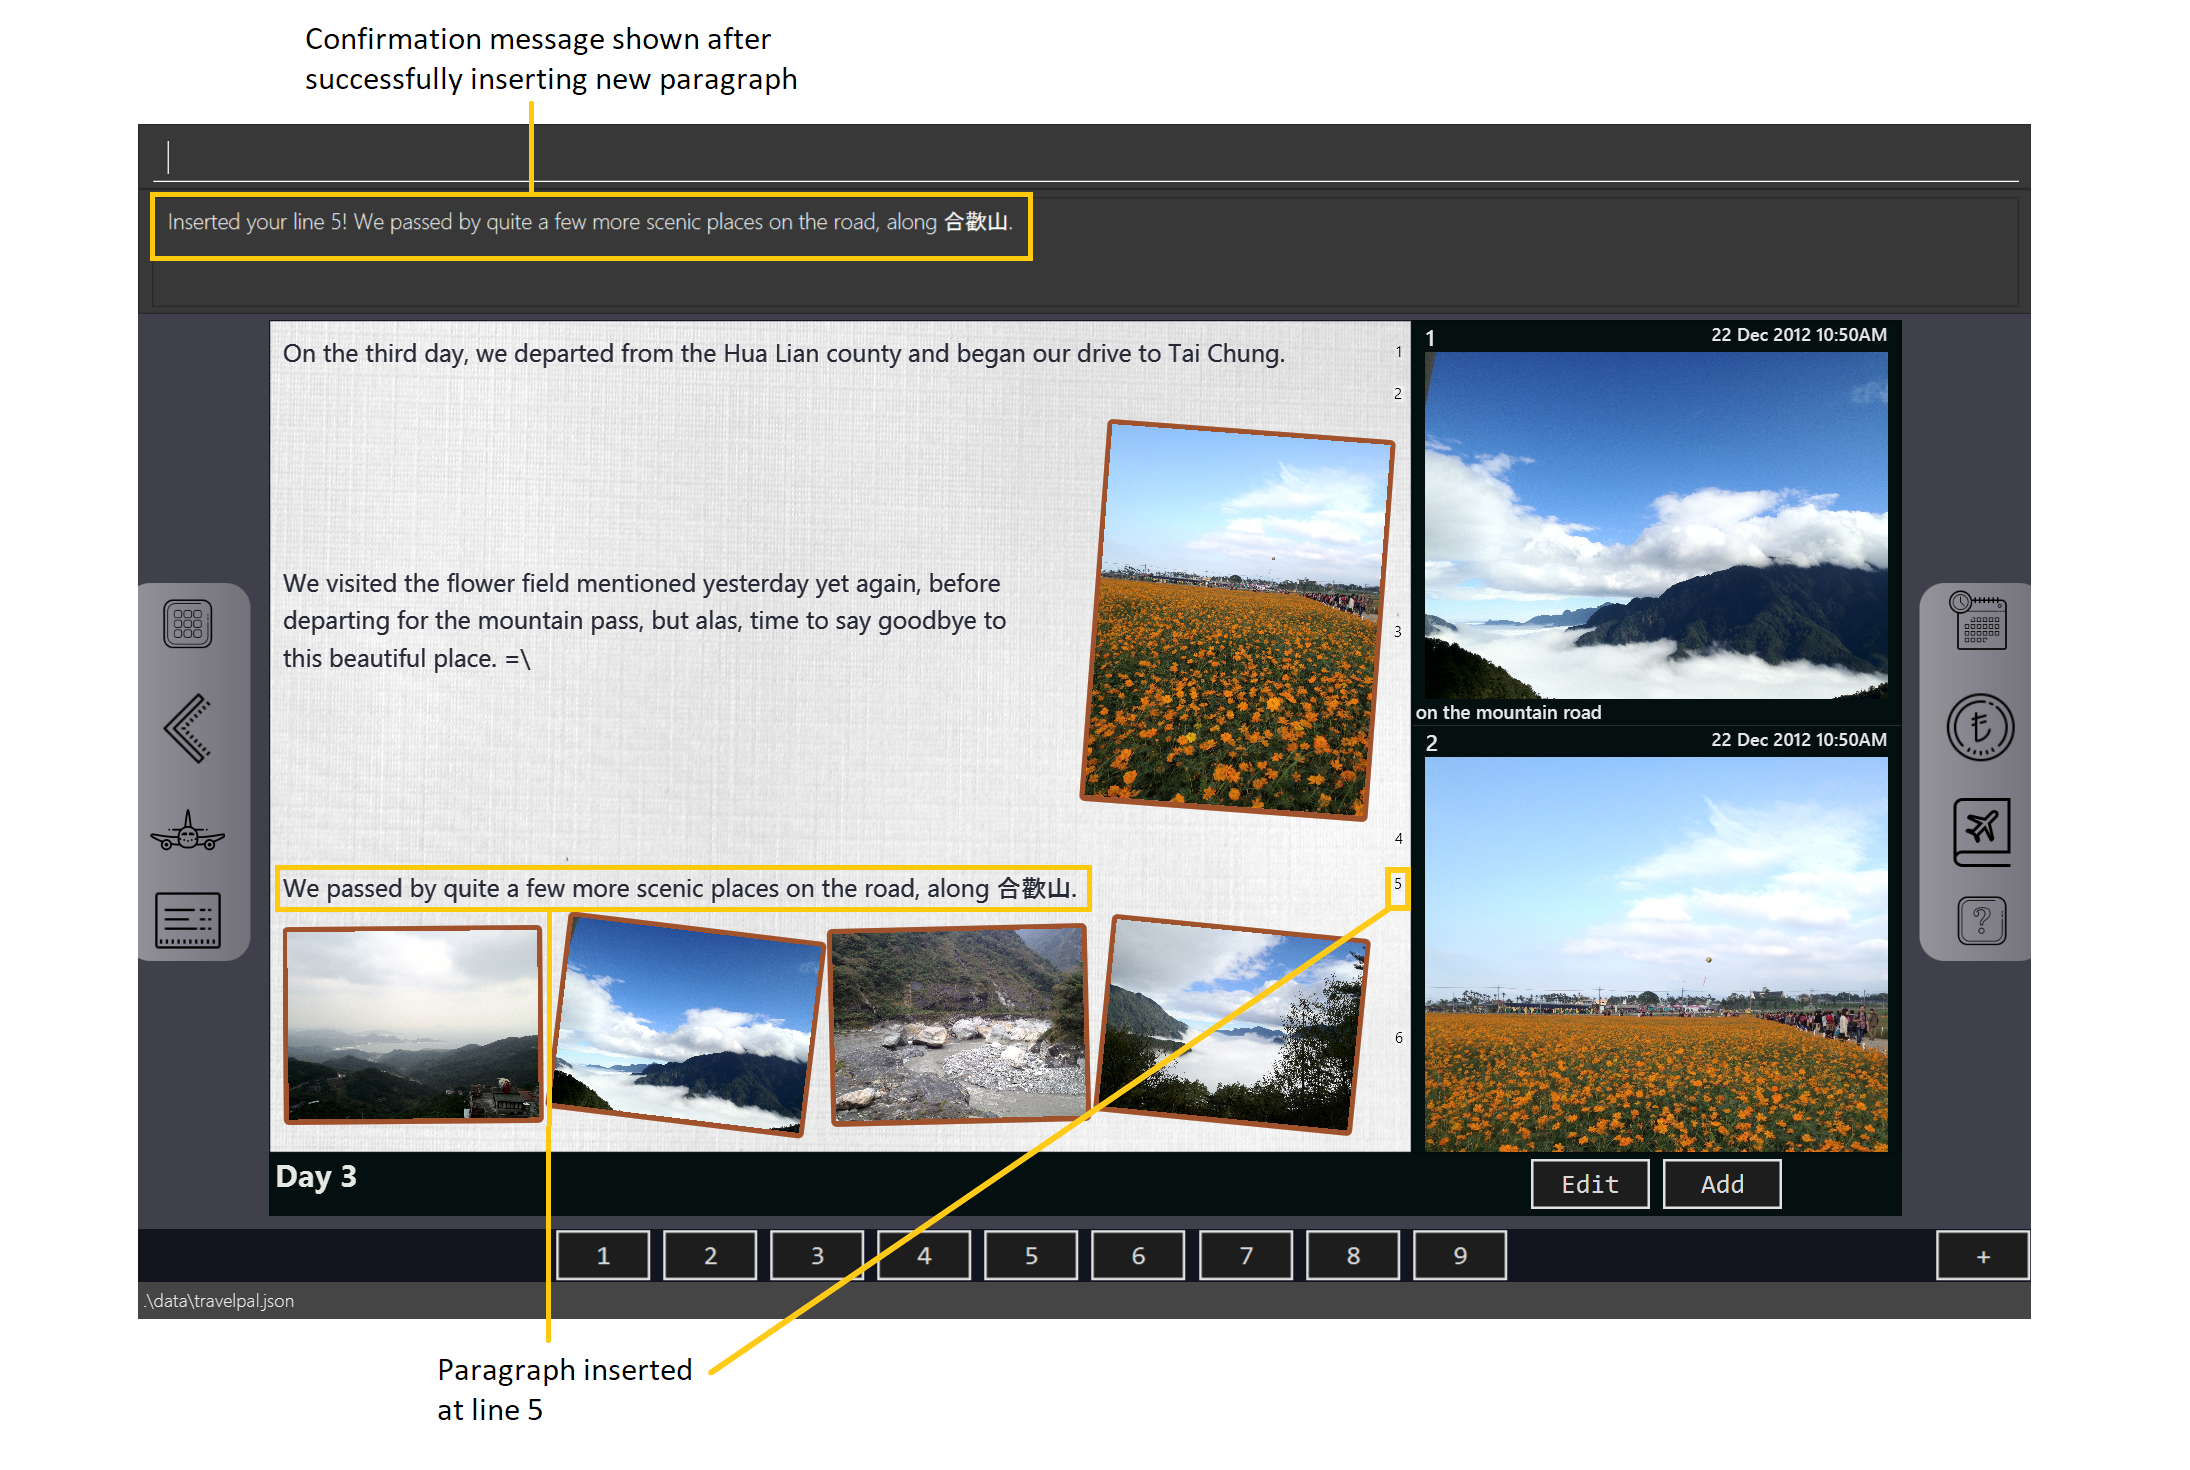 Confirmation message shown after
successfully inserting new paragraph
Inserted your line 5! We passed by quite a few more scenic places on the road, along 合歡山.
On the third day, we departed from the Hua Lian county and began our drive to Tai Chung.
1
2
We visited the flower field mentioned yesterday yet again, before
departing for the mountain pass, but alas, time to say goodbye to
this beautiful place. =\
3
4
We passed by quite a few more scenic places on the road, along 合歡山.
5
6
1
22 Dec 2012 10:50AM
on the mountain road
2
22 Dec 2012 10:50AM
?
Day 3
Edit
Add
1
2
3
4
5
6
7
8
9
+
.\data\travelpal.json
Paragraph inserted
at line 5